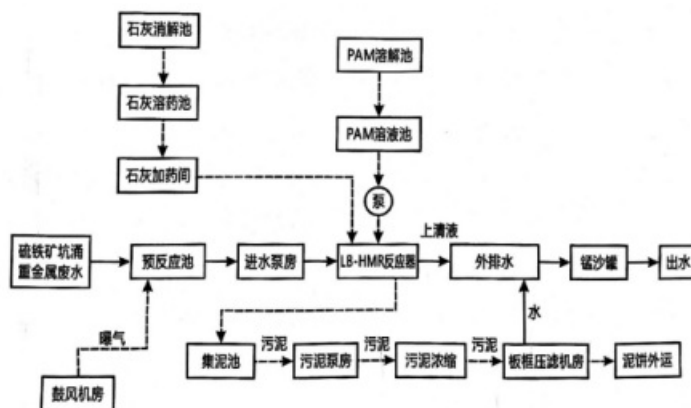 石灰消解池
PAM溶解池
石灰溶药池
PAM溶液池
石灰加药间
泵
上清液
硫铁矿坑涌
重金属废水
预反应池
进水泵房
LB-HMR反应器
外排水
锰沙罐
出水
曝气
水
集泥池
污泥
污泥泵房
污泥
污泥浓缩
污泥
板框压滤机房
泥饼外运
鼓风机房